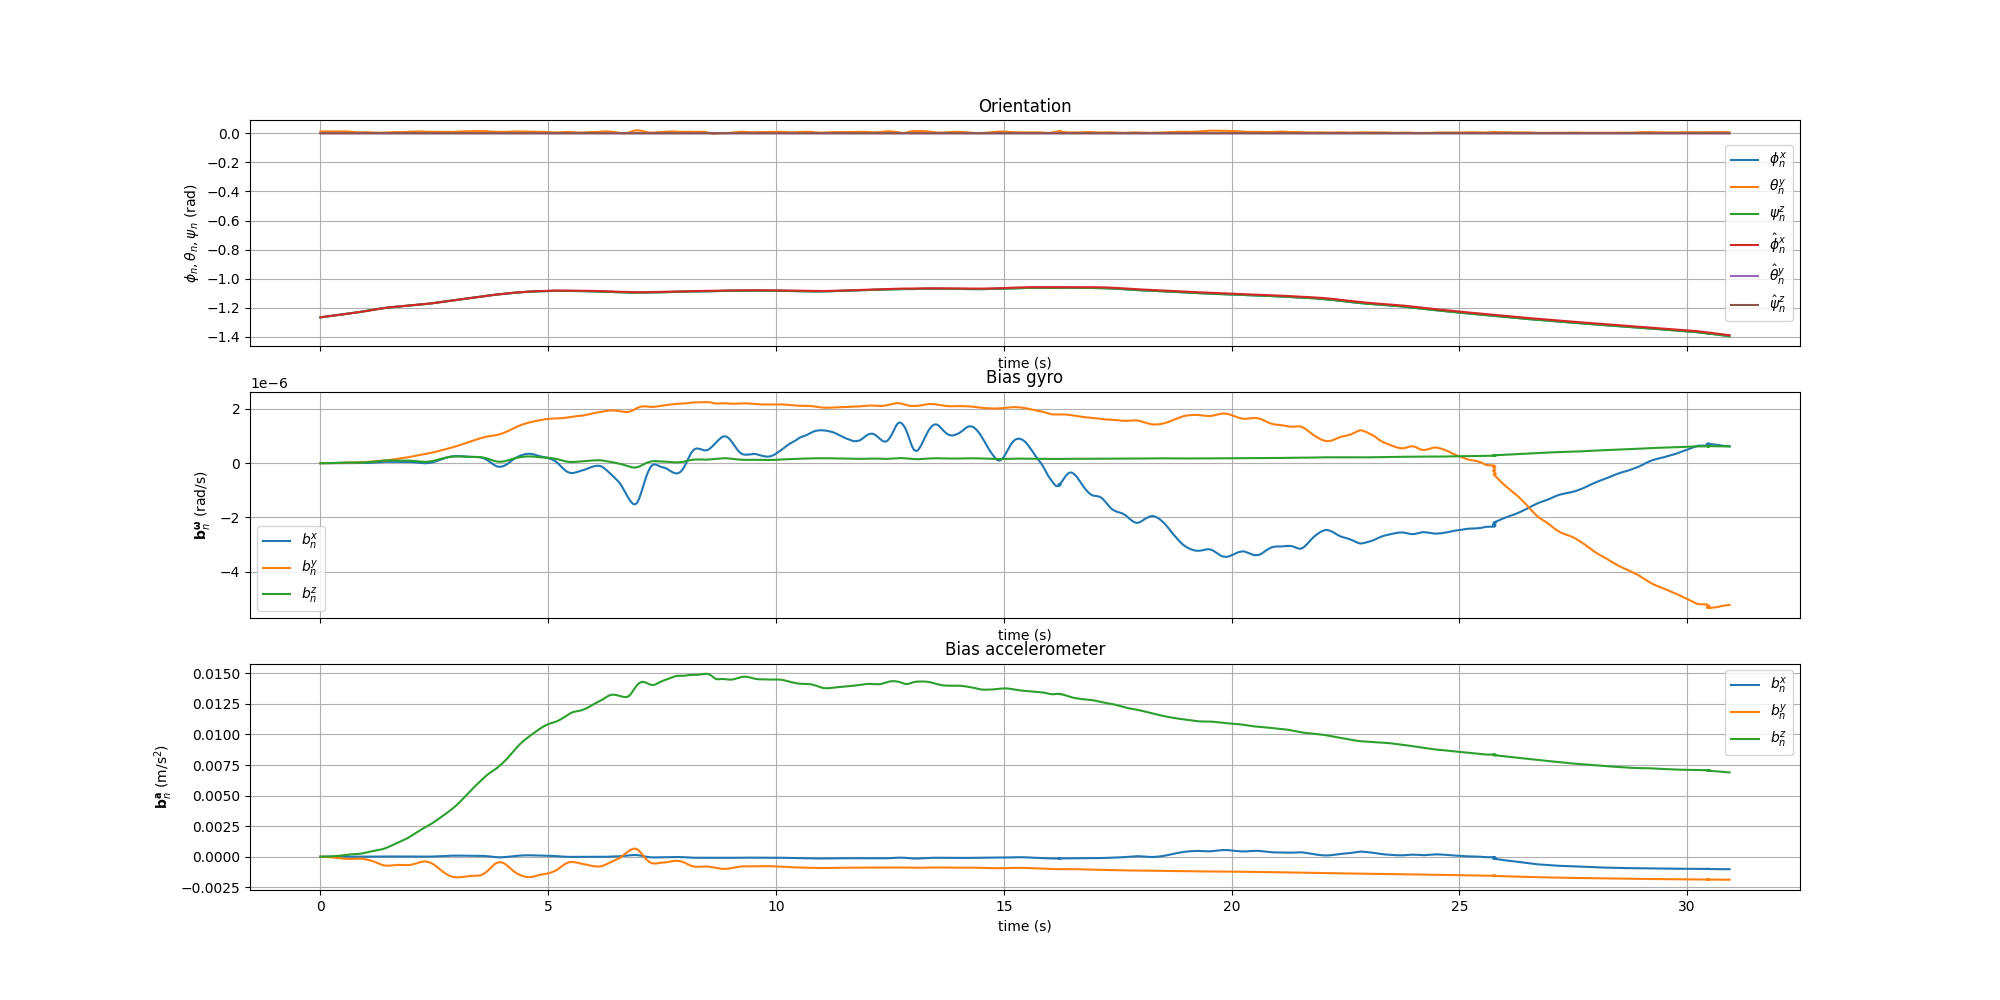 Orientation
ϕₙ, θₙ, ψₙ (rad)
0.0
−0.2
−0.4
−0.6
−0.8
−1.0
−1.2
−1.4
ϕₙˣ
θₙʸ
ψₙᶻ
ϕ̂ₙˣ
θ̂ₙʸ
ψ̂ₙᶻ
time (s)
Bias gyro
1e−6
bₙ^ω (rad/s)
2
0
−2
−4
bₙˣ
bₙʸ
bₙᶻ
time (s)
Bias accelerometer
bₙᵃ (m/s²)
0.0150
0.0125
0.0100
0.0075
0.0050
0.0025
0.0000
−0.0025
bₙˣ
bₙʸ
bₙᶻ
0 5 10 15 20 25 30
time (s)